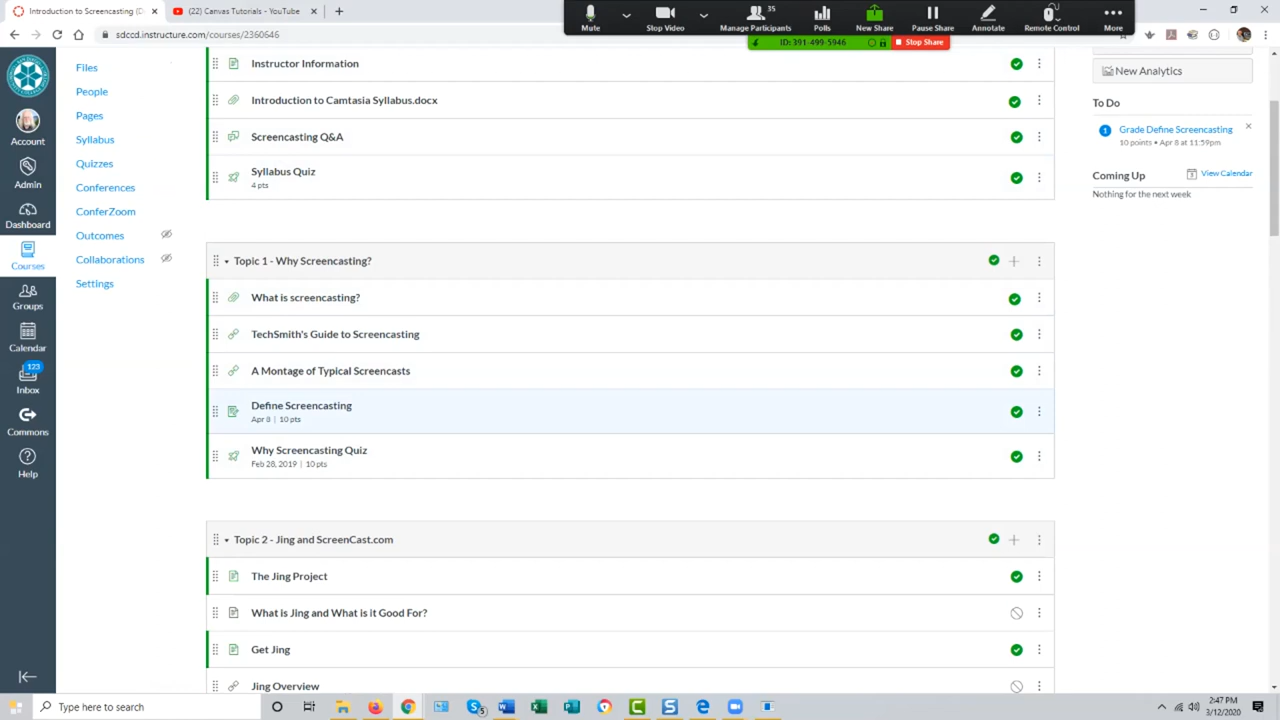 Introduction to Screencasting (D
(22) Canvas Tutorials - YouTube
sdccd.instructure.com/courses/2360646
Mute
Stop Video
35
Manage Participants
Polls
New Share
Pause Share
Annotate
Remote Control
More
ID: 391-499-5946
Stop Share
Account
Admin
Dashboard
Courses
Groups
Calendar
123
Inbox
Commons
Help
Files
People
Pages
Syllabus
Quizzes
Conferences
ConferZoom
Outcomes
Collaborations
Settings
Instructor Information
Introduction to Camtasia Syllabus.docx
Screencasting Q&A
Syllabus Quiz
4 pts
Topic 1 - Why Screencasting?
What is screencasting?
TechSmith's Guide to Screencasting
A Montage of Typical Screencasts
Define Screencasting
Apr 8 | 10 pts
Why Screencasting Quiz
Feb 28, 2019 | 10 pts
Topic 2 - Jing and ScreenCast.com
The Jing Project
What is Jing and What is it Good For?
Get Jing
Jing Overview
New Analytics
To Do
1
Grade Define Screencasting
10 points • Apr 8 at 11:59pm
Coming Up
View Calendar
Nothing for the next week
Type here to search
5
2:47 PM
3/12/2020